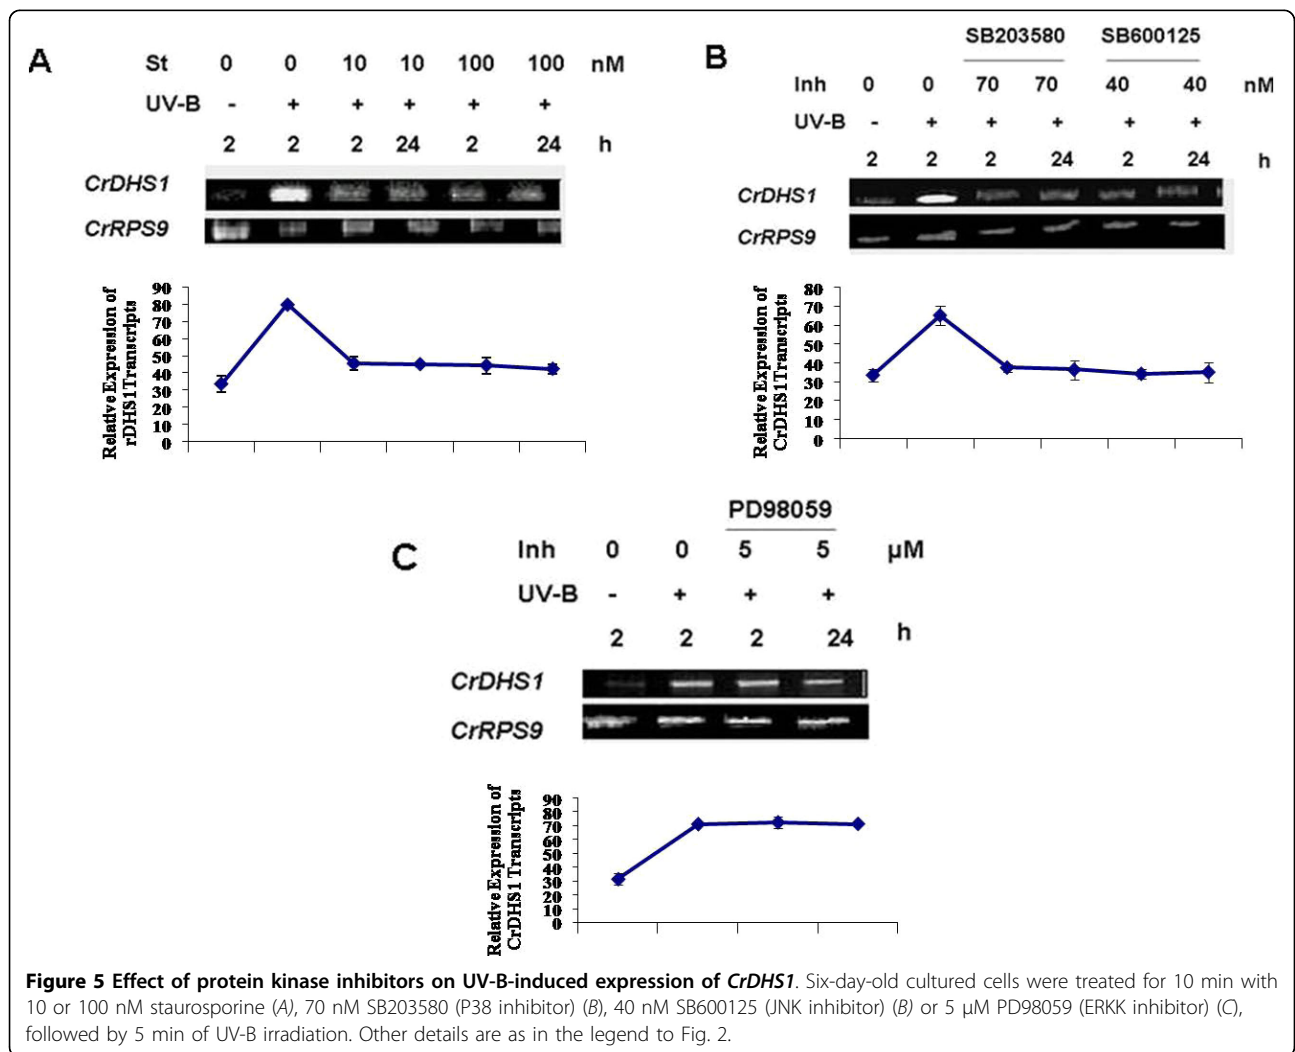 A
St 0 0 10 10 100 100 nM
UV-B - + + + + +
2 2 2 24 2 24 h
CrDHS1
CrRPS9
Relative Expression of
rDHS1Transcripts
90
80
70
60
50
40
30
20
10
0
B
SB203580 SB600125
Inh 0 0 70 70 40 40 nM
UV-B - + + + + +
2 2 2 24 2 24 h
CrDHS1
CrRPS9
Relative Expression of
CrDHS1Transcripts
80
70
60
50
40
30
20
10
0
C
PD98059
Inh 0 0 5 5 µM
UV-B - + + +
2 2 2 24 h
CrDHS1
CrRPS9
Relative Expression of
CrDHS1 Transcripts
90
80
70
60
50
40
30
20
10
0
Figure 5 Effect of protein kinase inhibitors on UV-B-induced expression of CrDHS1. Six-day-old cultured cells were treated for 10 min with
10 or 100 nM staurosporine (A), 70 nM SB203580 (P38 inhibitor) (B), 40 nM SB600125 (JNK inhibitor) (B) or 5 µM PD98059 (ERKK inhibitor) (C),
followed by 5 min of UV-B irradiation. Other details are as in the legend to Fig. 2.